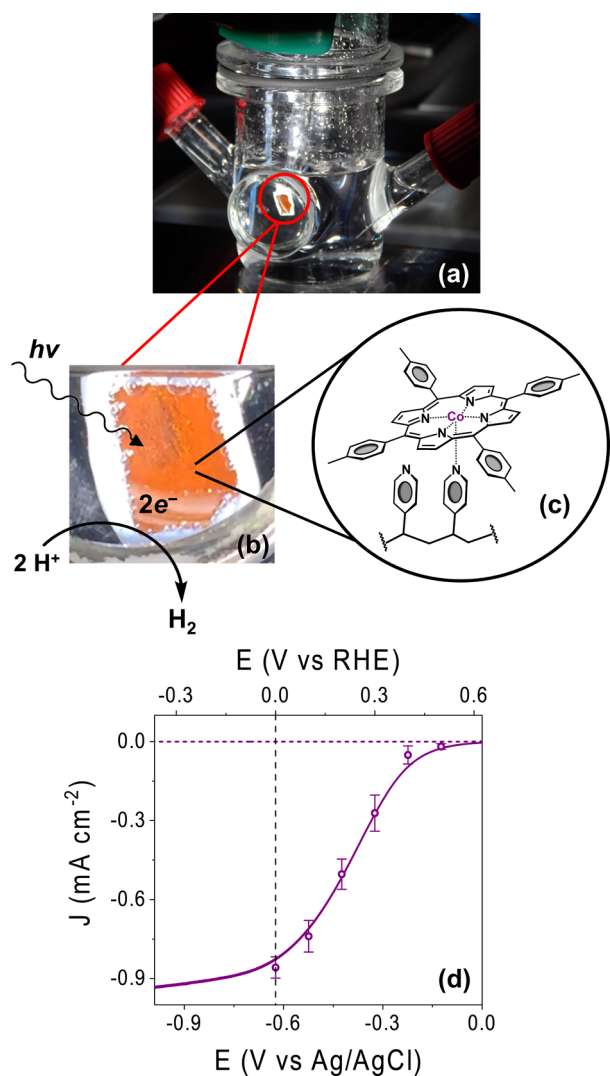 (a)
hν
2e⁻
(b)
2 H⁺
H₂
N
N
Co
N
N
N
N
(c)
E (V vs RHE)
-0.3 0.0 0.3 0.6
0.0
-0.3
-0.6
-0.9
J (mA cm⁻²)
(d)
-0.9 -0.6 -0.3 0.0
E (V vs Ag/AgCl)